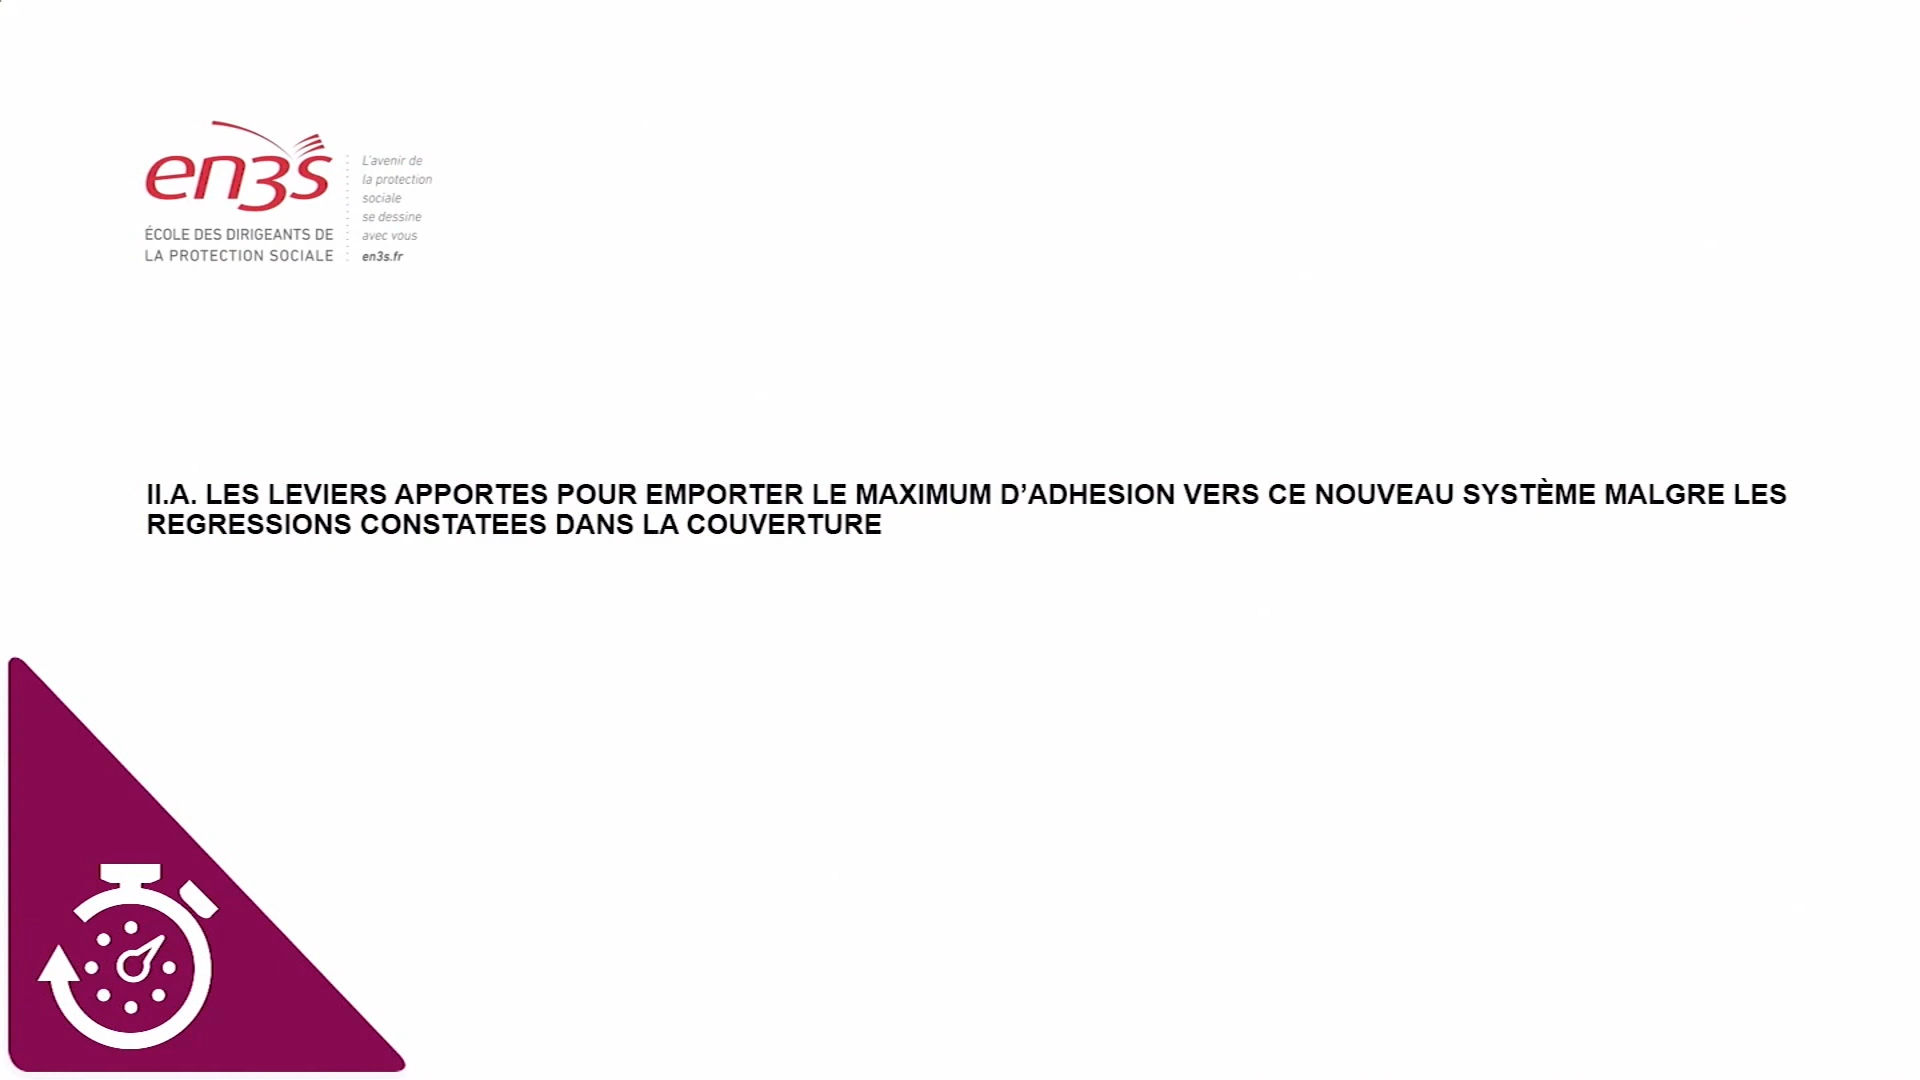 en3s
ÉCOLE DES DIRIGEANTS DE
LA PROTECTION SOCIALE
L'avenir de
la protection
sociale
se dessine
avec vous
en3s.fr
II.A. LES LEVIERS APPORTES POUR EMPORTER LE MAXIMUM D’ADHESION VERS CE NOUVEAU SYSTÈME MALGRE LES
REGRESSIONS CONSTATEES DANS LA COUVERTURE